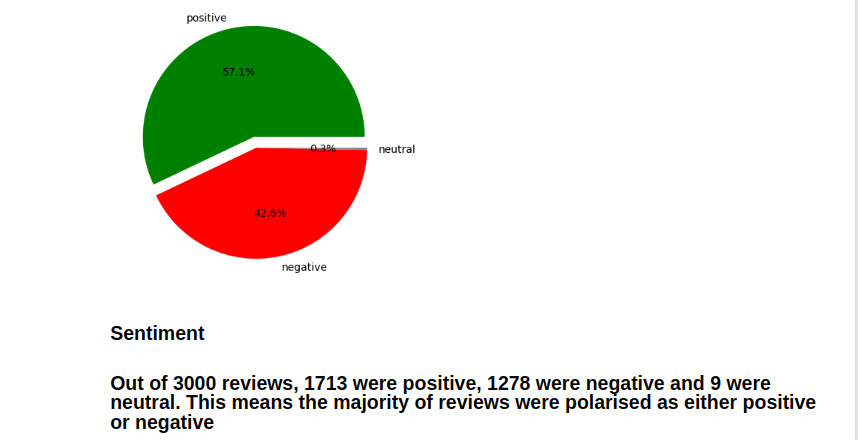 positive
57.1%
0.3%
neutral
42.6%
negative
Sentiment
Out of 3000 reviews, 1713 were positive, 1278 were negative and 9 were
neutral. This means the majority of reviews were polarised as either positive
or negative